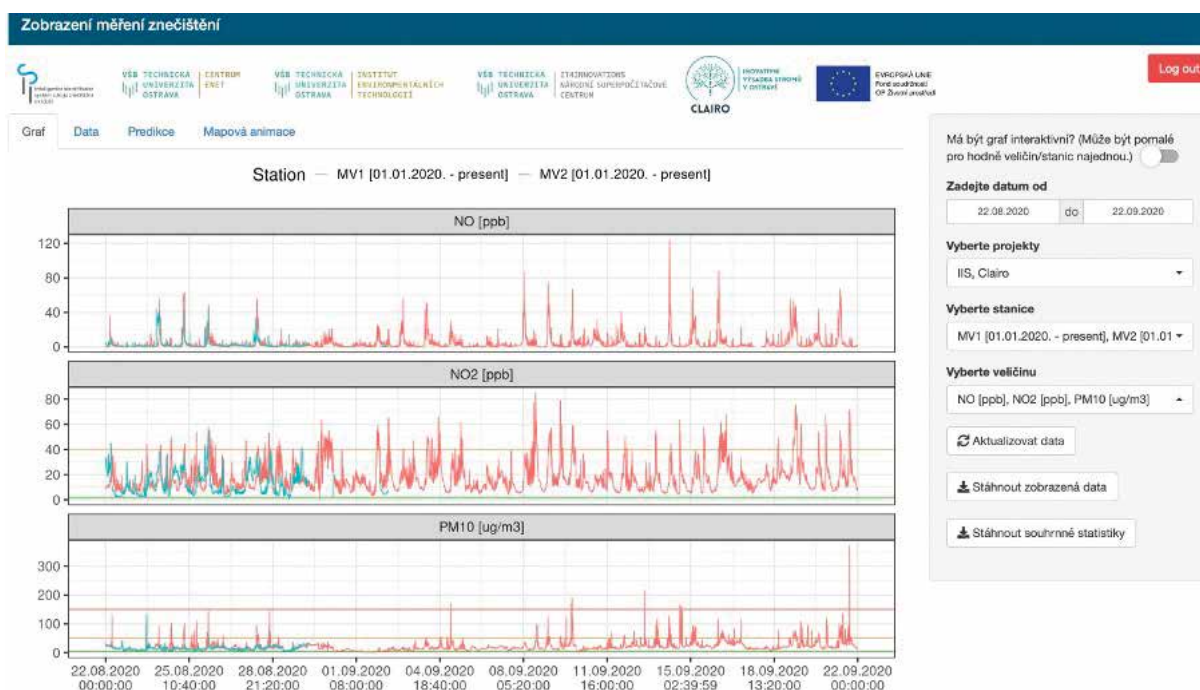 Zobrazení měření znečištění
VŠB TECHNICKÁ UNIVERZITA OSTRAVA
CENTRUM ENET
VŠB TECHNICKÁ UNIVERZITA OSTRAVA
INSTITUT ENVIRONMENTÁLNÍCH TECHNOLOGIÍ
VŠB TECHNICKÁ UNIVERZITA OSTRAVA
IT4INNOVATIONS NÁRODNÍ SUPERPOČÍTAČOVÉ CENTRUM
CLAIRO
INOVATIVNÍ
VÝSADBA STROMŮ
V OSTRAVĚ
EVROPSKÁ UNIE
Fond soudržnosti
OP Životní prostředí
Log out
Graf Data Predikce Mapová animace
Station MV1 [01.01.2020. - present] MV2 [01.01.2020. - present]
NO [ppb]
120
80
40
0
NO2 [ppb]
80
60
40
20
0
PM10 [ug/m3]
300
200
100
0
22.08.2020 25.08.2020 28.08.2020 01.09.2020 04.09.2020 08.09.2020 11.09.2020 15.09.2020 18.09.2020 22.09.2020
00:00:00 10:40:00 21:20:00 08:00:00 18:40:00 05:20:00 16:00:00 02:39:59 13:20:00 00:00:00
Má být graf interaktivní? (Může být pomalé
pro hodně veličin/stanic najednou.)
Zadejte datum od
22.08.2020 do 22.09.2020
Vyberte projekty
IIS, Clairo
Vyberte stanice
MV1 [01.01.2020. - present], MV2 [01.01
Vyberte veličinu
NO [ppb], NO2 [ppb], PM10 [ug/m3]
Aktualizovat data
Stáhnout zobrazená data
Stáhnout souhrnné statistiky